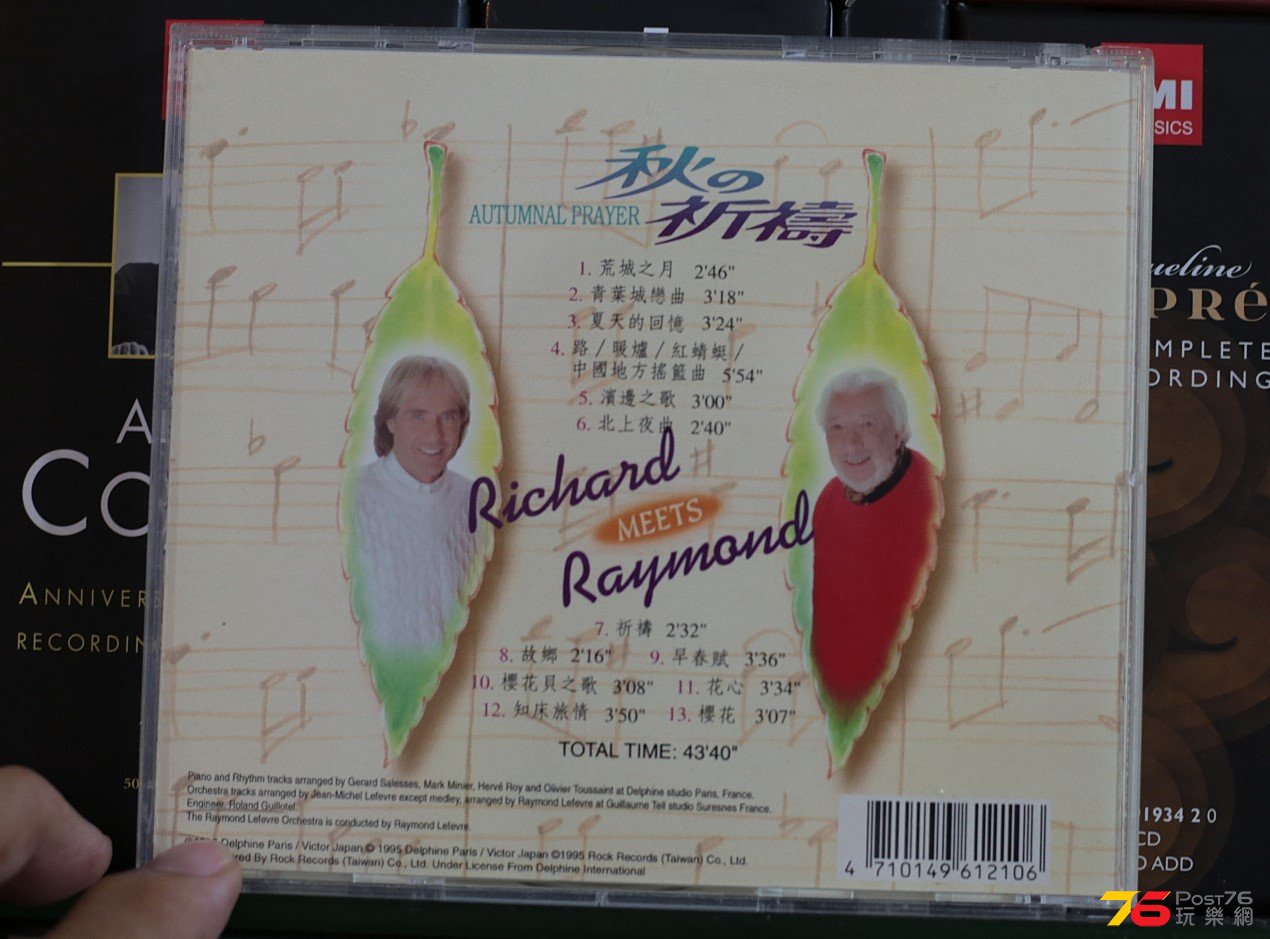 MI
SICS
秋の
AUTUMNAL PRAYER 祈禱
1. 荒城之月 2'46"
2. 青葉城戀曲 3'18"
3. 夏天的回憶 3'24"
4. 路/暖爐/紅蜻蜓/
中國地方搖籃曲 5'54"
5. 濱邊之歌 3'00"
6. 北上夜曲 2'40"
Richard
MEETS
Raymond
7. 祈禱 2'32"
8. 故鄉 2'16" 9. 早春賦 3'36"
10. 櫻花貝之歌 3'08" 11. 花心 3'34"
12. 知床旅情 3'50" 13. 櫻花 3'07"
TOTAL TIME: 43'40"
Piano and Rhythm tracks arranged by Gerard Salesses, Mark Minier, Hervé Roy and Olivier Toussaint at Delphine studio Paris, France.
Orchestra tracks arranged by Jean-Michel Lefevre except medley, arranged by Raymond Lefevre at Guillaume Tell studio Suresnes France.
Engineer: Roland Guillotel.
The Raymond Lefevre Orchestra is conducted by Raymond Lefevre.
Delphine Paris / Victor Japan © 1995 Delphine Paris / Victor Japan ©1995 Rock Records (Taiwan) Co., Ltd.
By Rock Records (Taiwan) Co., Ltd. Under License From Delphine International
4 710149 612106
A
CO
ANNIVER
RECORDIN
50
ueline
PRÉ
MPLETE
ORDING
1934 2 0
CD
ADD
76 POST76
玩樂網